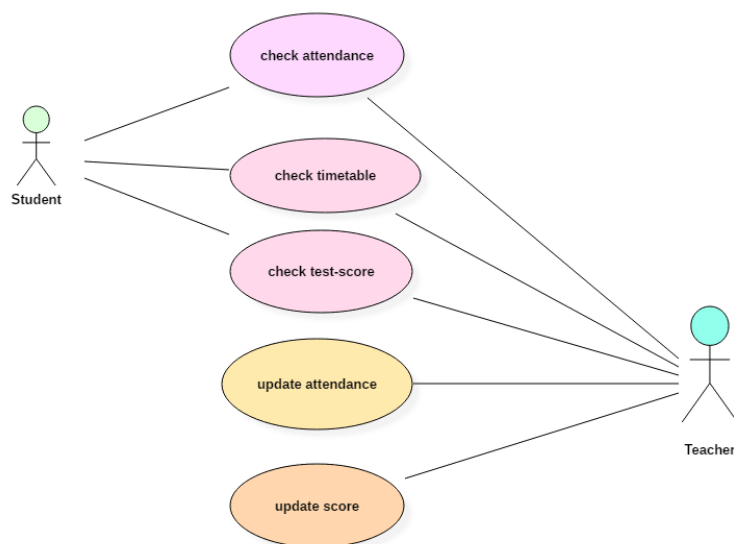 check attendance
check timetable
Student
check test-score
update attendance
Teacher
update score